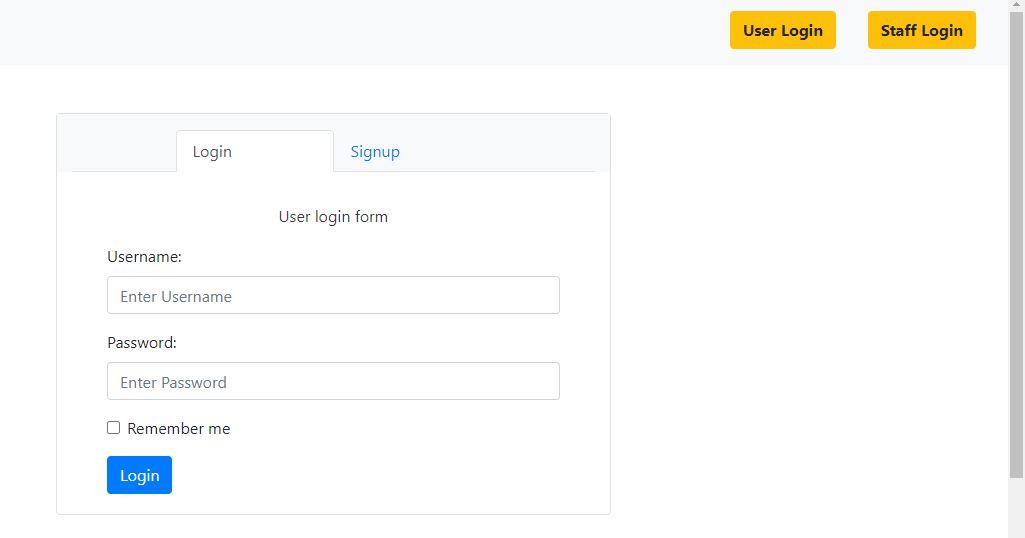 User Login Staff Login
Login Signup
User login form
Username:
Enter Username
Password:
Enter Password
Remember me
Login